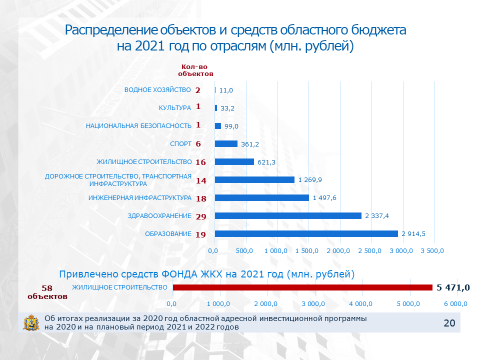 Распределение объектов и средств областного бюджета
на 2021 год по отраслям (млн. рублей)
Кол-во
объектов
ВОДНОЕ ХОЗЯЙСТВО 2 11,0
КУЛЬТУРА 1 33,2
НАЦИОНАЛЬНАЯ БЕЗОПАСНОСТЬ 1 99,0
СПОРТ 6 361,2
ЖИЛИЩНОЕ СТРОИТЕЛЬСТВО 16 621,3
ДОРОЖНОЕ СТРОИТЕЛЬСТВО, ТРАНСПОРТНАЯ
ИНФРАСТРУКТУРА 14 1 269,9
ИНЖЕНЕРНАЯ ИНФРАСТРУКТУРА 18 1 497,6
ЗДРАВООХРАНЕНИЕ 29 2 337,4
ОБРАЗОВАНИЕ 19 2 914,5
0,0 500,0 1 000,0 1 500,0 2 000,0 2 500,0 3 000,0 3 500,0
Привлечено средств ФОНДА ЖКХ на 2021 год (млн. рублей)
58
объектов
ЖИЛИЩНОЕ СТРОИТЕЛЬСТВО 5 471,0
0,0 1 000,0 2 000,0 3 000,0 4 000,0 5 000,0 6 000,0
Об итогах реализации за 2020 год областной адресной инвестиционной программы
на 2020 и на плановый период 2021 и 2022 годов
20